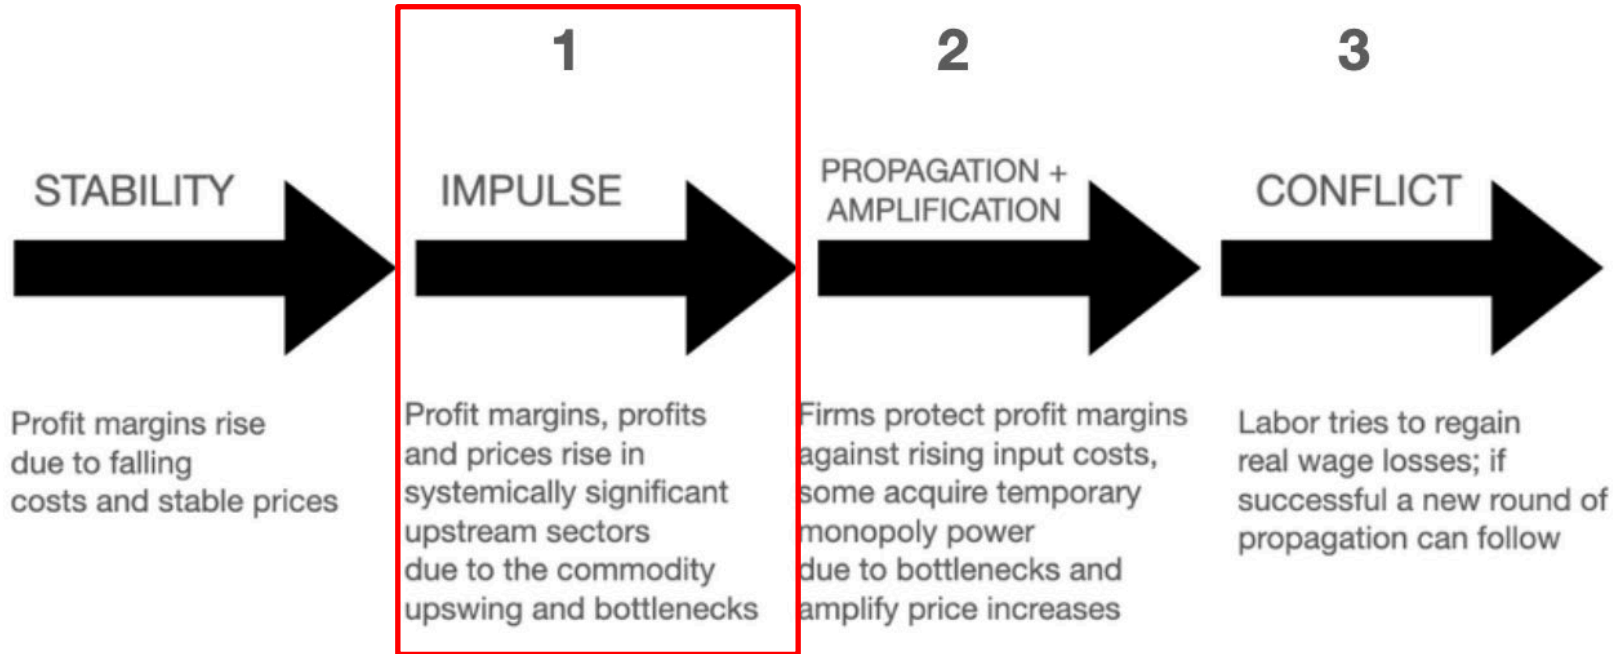 1
2
3
STABILITY
IMPULSE
PROPAGATION +
AMPLIFICATION
CONFLICT
Profit margins rise
due to falling
costs and stable prices
Profit margins, profits
and prices rise in
systemically significant
upstream sectors
due to the commodity
upswing and bottlenecks
Firms protect profit margins
against rising input costs,
some acquire temporary
monopoly power
due to bottlenecks and
amplify price increases
Labor tries to regain
real wage losses; if
successful a new round of
propagation can follow